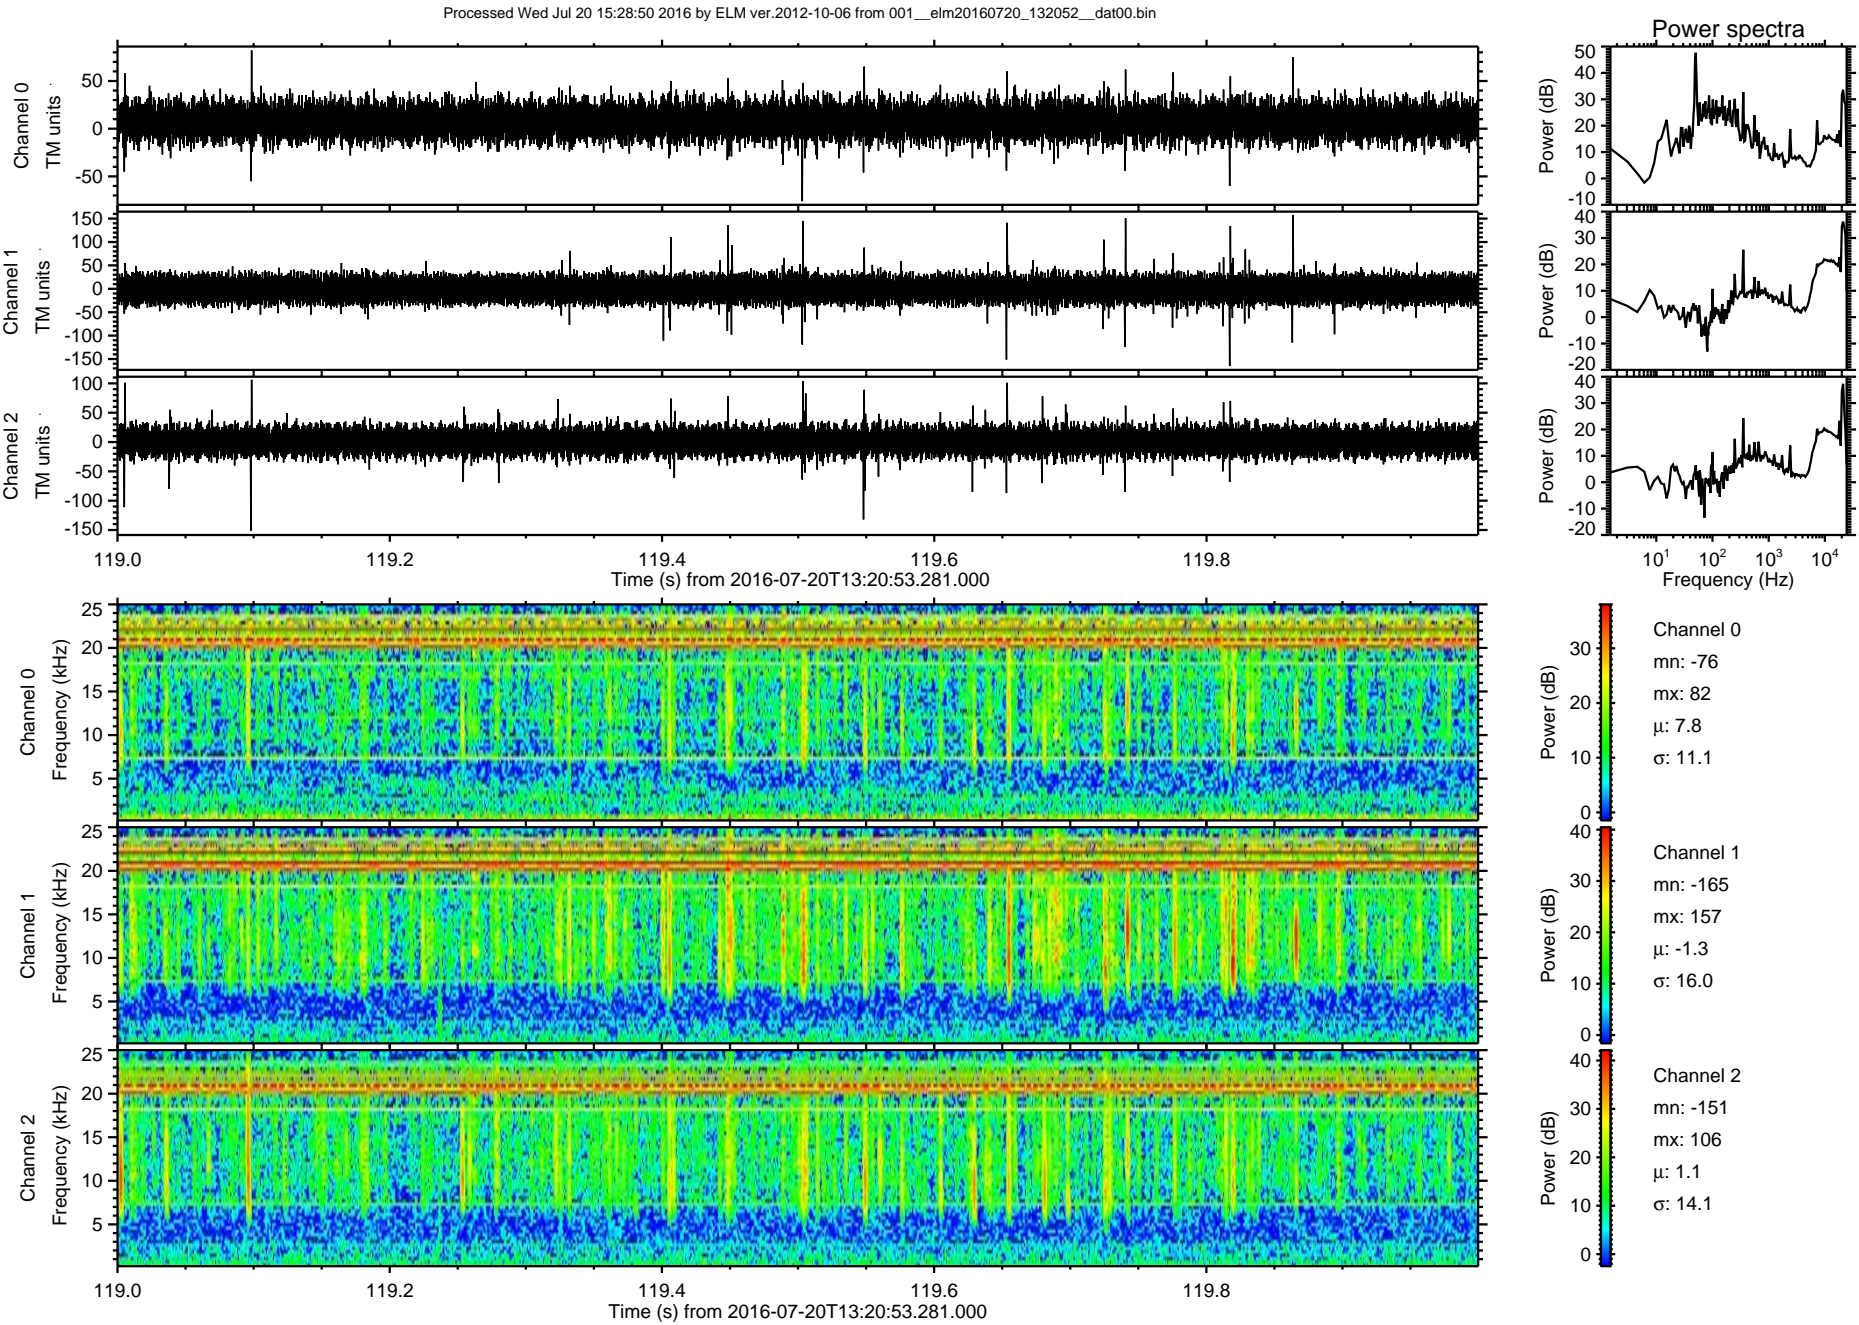 Processed Wed Jul 20 15:28:50 2016 by ELM ver.2012-10-06 from 001__elm20160720_132052__dat00.bin
Power spectra
Channel 0
TM units
50
0
-50
Power (dB)
50
40
30
20
10
0
-10
Channel 1
TM units
150
100
50
0
-50
-100
-150
Power (dB)
40
30
20
10
0
-10
-20
Channel 2
TM units
100
50
0
-50
-100
-150
Power (dB)
40
30
20
10
0
-10
-20
119.0 119.2 119.4 119.6 119.8
Time (s) from 2016-07-20T13:20:53.281.000
10^1 10^2 10^3 10^4
Frequency (Hz)
Channel 0
Frequency (kHz)
25
20
15
10
5
Power (dB)
30
20
10
0
Channel 0
mn: -76
mx: 82
μ: 7.8
σ: 11.1
Channel 1
Frequency (kHz)
25
20
15
10
5
Power (dB)
40
30
20
10
0
Channel 1
mn: -165
mx: 157
μ: -1.3
σ: 16.0
Channel 2
Frequency (kHz)
25
20
15
10
5
Power (dB)
40
30
20
10
0
Channel 2
mn: -151
mx: 106
μ: 1.1
σ: 14.1
119.0 119.2 119.4 119.6 119.8
Time (s) from 2016-07-20T13:20:53.281.000